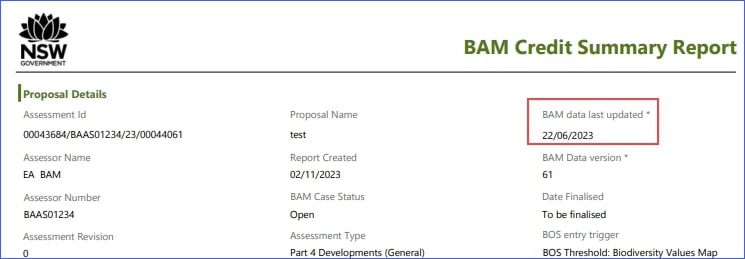 NSW
GOVERNMENT
BAM Credit Summary Report
Proposal Details
Assessment Id
Proposal Name
BAM data last updated *
00043684/BAAS01234/23/00044061
test
22/06/2023
Assessor Name
Report Created
BAM Data version *
EA BAM
02/11/2023
61
Assessor Number
BAM Case Status
Date Finalised
BAAS01234
Open
To be finalised
Assessment Revision
Assessment Type
BOS entry trigger
0
Part 4 Developments (General)
BOS Threshold: Biodiversity Values Map